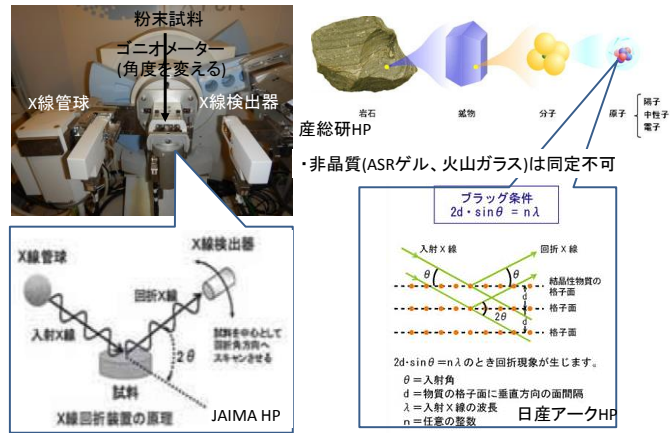 粉末試料
ゴニオメーター
(角度を変える)
X線管球
X線検出器
岩石
鉱物
分子
原子
陽子
中性子
電子
産総研HP
・非晶質(ASRゲル、火山ガラス)は同定不可
X線管球
X線検出器
回折X線
入射X線
試料を中心として
回折角方向へ
スキャンさせる
2θ
試料
X線回折装置の原理
JAIMA HP
ブラッグ条件
2d・sinθ = nλ
入射X線
回折X線
θ
θ
結晶性物質の
格子面
d
格子面
2θ
d
格子面
2d・sinθ=nλのとき回折現象が生じます。
θ=入射角
d=物質の格子面に垂直方向の面間隔
λ=入射X線の波長
n=任意の整数
日産アークHP